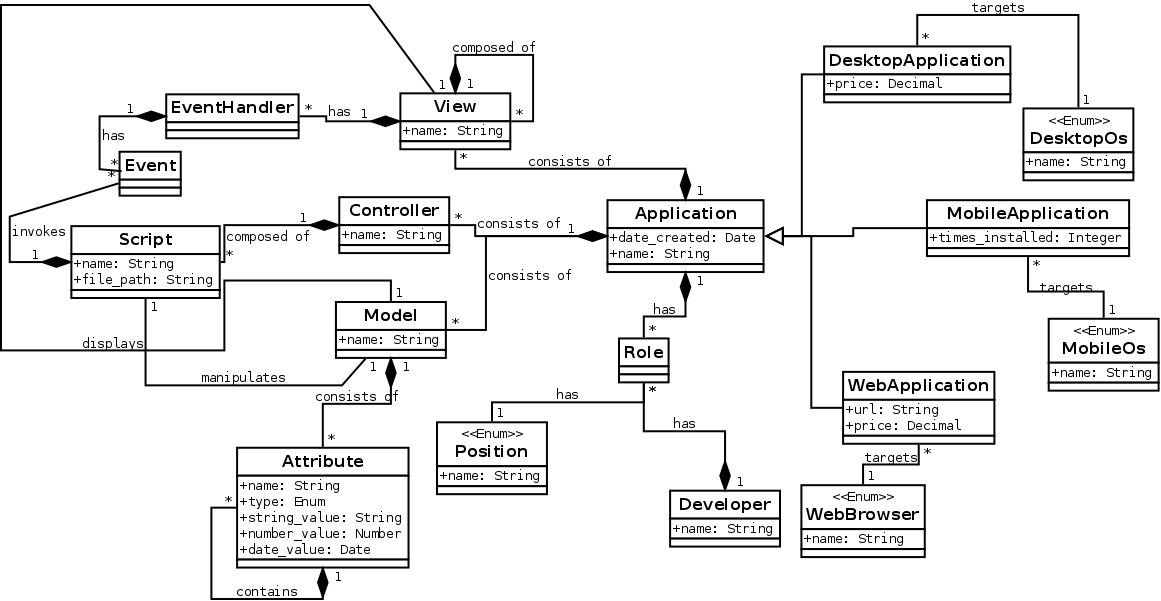 targets
*
DesktopApplication
+price: Decimal
1
<<Enum>>
DesktopOs
+name: String
composed of
1
1
View
+name: String
*
1
has
*
EventHandler
1
has
*
Event
*
invokes
1
*
consists of
1
Application
+date_created: Date
+name: String
MobileApplication
+times_installed: Integer
*
targets
1
<<Enum>>
MobileOs
+name: String
Controller
+name: String
*
consists of
1
1
composed of
*
Script
+name: String
+file_path: String
1
consists of
1
Model
+name: String
*
displays
manipulates
1
1
consists of
*
1
has
*
Role
*
has
1
<<Enum>>
Position
+name: String
has
1
Developer
+name: String
WebApplication
+url: String
+price: Decimal
*
targets
1
<<Enum>>
WebBrowser
+name: String
Attribute
+name: String
+type: Enum
+string_value: String
+number_value: Number
+date_value: Date
*
1
contains